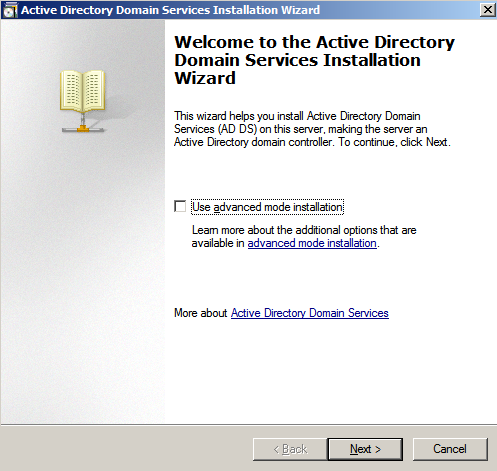 Active Directory Domain Services Installation Wizard
Welcome to the Active Directory
Domain Services Installation
Wizard
This wizard helps you install Active Directory Domain
Services (AD DS) on this server, making the server an
Active Directory domain controller. To continue, click Next.
Use advanced mode installation
Learn more about the additional options that are
available in advanced mode installation.
More about Active Directory Domain Services
< Back Next > Cancel